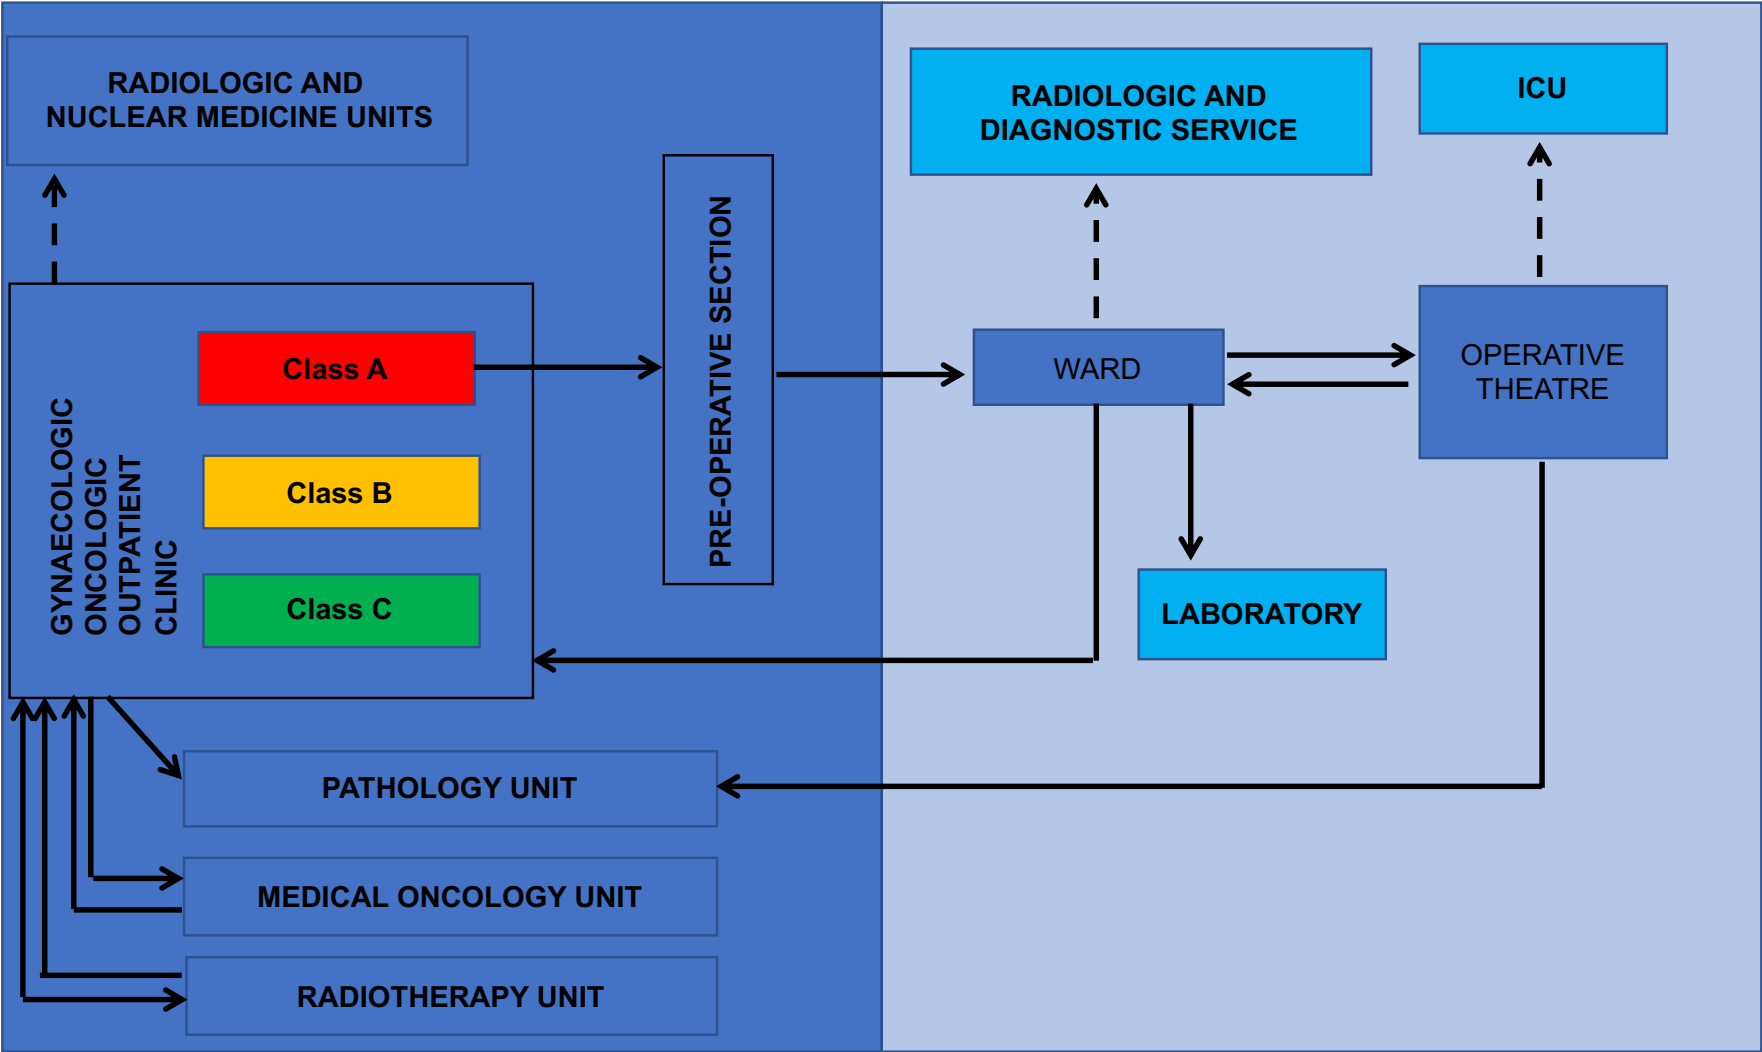 RADIOLOGIC AND
NUCLEAR MEDICINE UNITS
RADIOLOGIC AND
DIAGNOSTIC SERVICE
ICU
PRE-OPERATIVE SECTION
GYNAECOLOGIC
ONCOLOGIC
OUTPATIENT
CLINIC
Class A
Class B
Class C
WARD
OPERATIVE
THEATRE
LABORATORY
PATHOLOGY UNIT
MEDICAL ONCOLOGY UNIT
RADIOTHERAPY UNIT